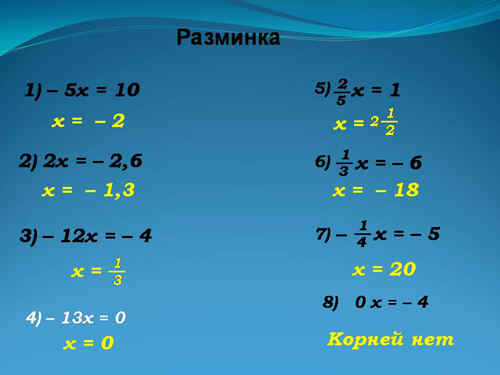 Разминка
1) – 5x = 10
x = – 2
2) 2x = – 2,6
x = – 1,3
3) – 12x = – 4
x = 1/3
4) – 13x = 0
x = 0
5) 2/5 x = 1
x = 2 1/2
6) 1/3 x = – 6
x = – 18
7) – 1/4 x = – 5
x = 20
8) 0 x = – 4
Корней нет